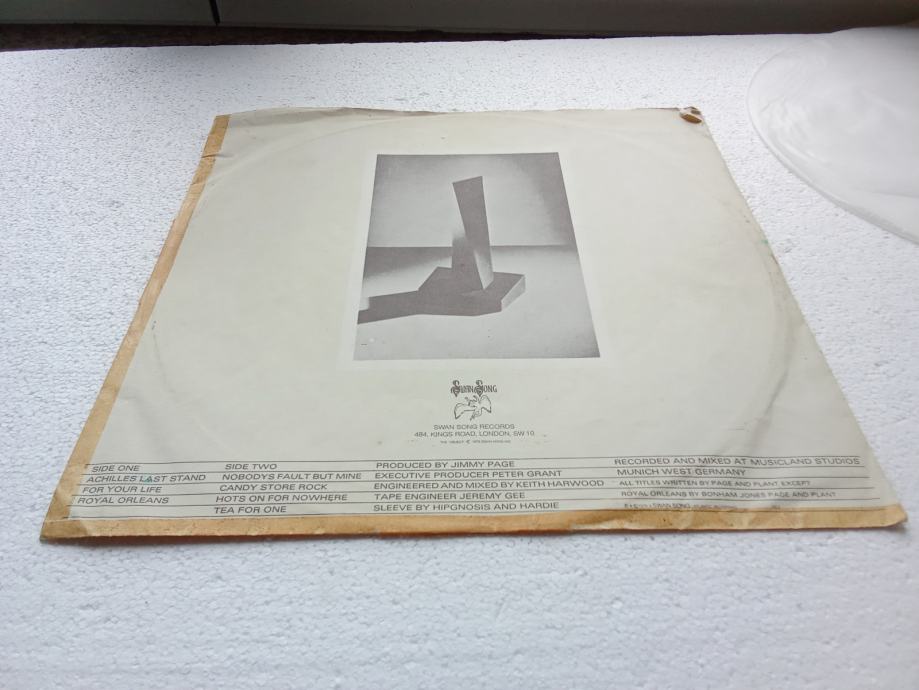 SWAN SONG
SWAN SONG RECORDS
484, KINGS ROAD, LONDON, SW 10.
SIDE ONE
ACHILLES LAST STAND
FOR YOUR LIFE
ROYAL ORLEANS
SIDE TWO
NOBODY'S FAULT BUT MINE
CANDY STORE ROCK
HOTS ON FOR NOWHERE
TEA FOR ONE
PRODUCED BY JIMMY PAGE
EXECUTIVE PRODUCER PETER GRANT
ENGINEERED AND MIXED BY KEITH HARWOOD
TAPE ENGINEER JEREMY GEE
SLEEVE BY HIPGNOSIS AND HARDIE
RECORDED AND MIXED AT MUSICLAND STUDIOS
MUNICH WEST GERMANY
ALL TITLES WRITTEN BY PAGE AND PLANT EXCEPT
ROYAL ORLEANS BY BONHAM JONES PAGE AND PLANT